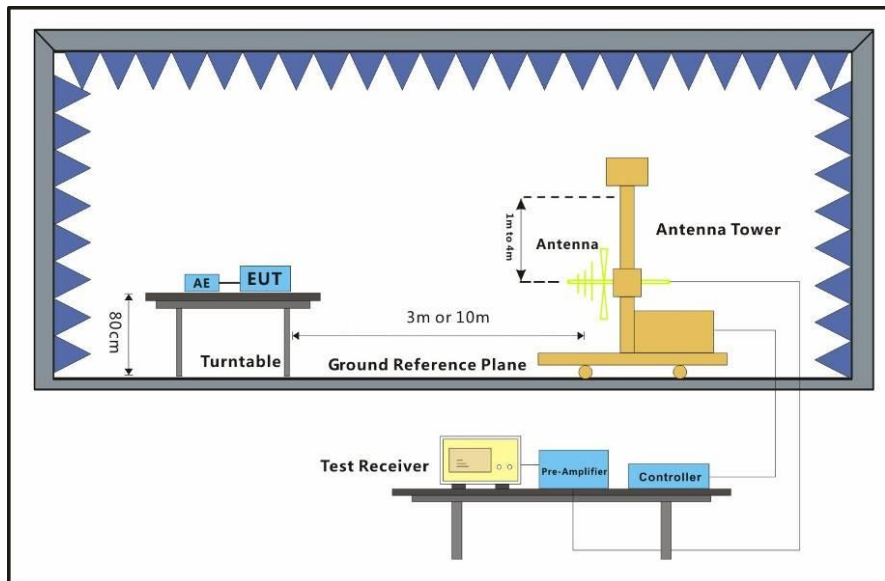 1m to 4m
Antenna
Antenna Tower
AE
EUT
80cm
3m or 10m
Turntable
Ground Reference Plane
Test Receiver
Pre-Amplifier
Controller